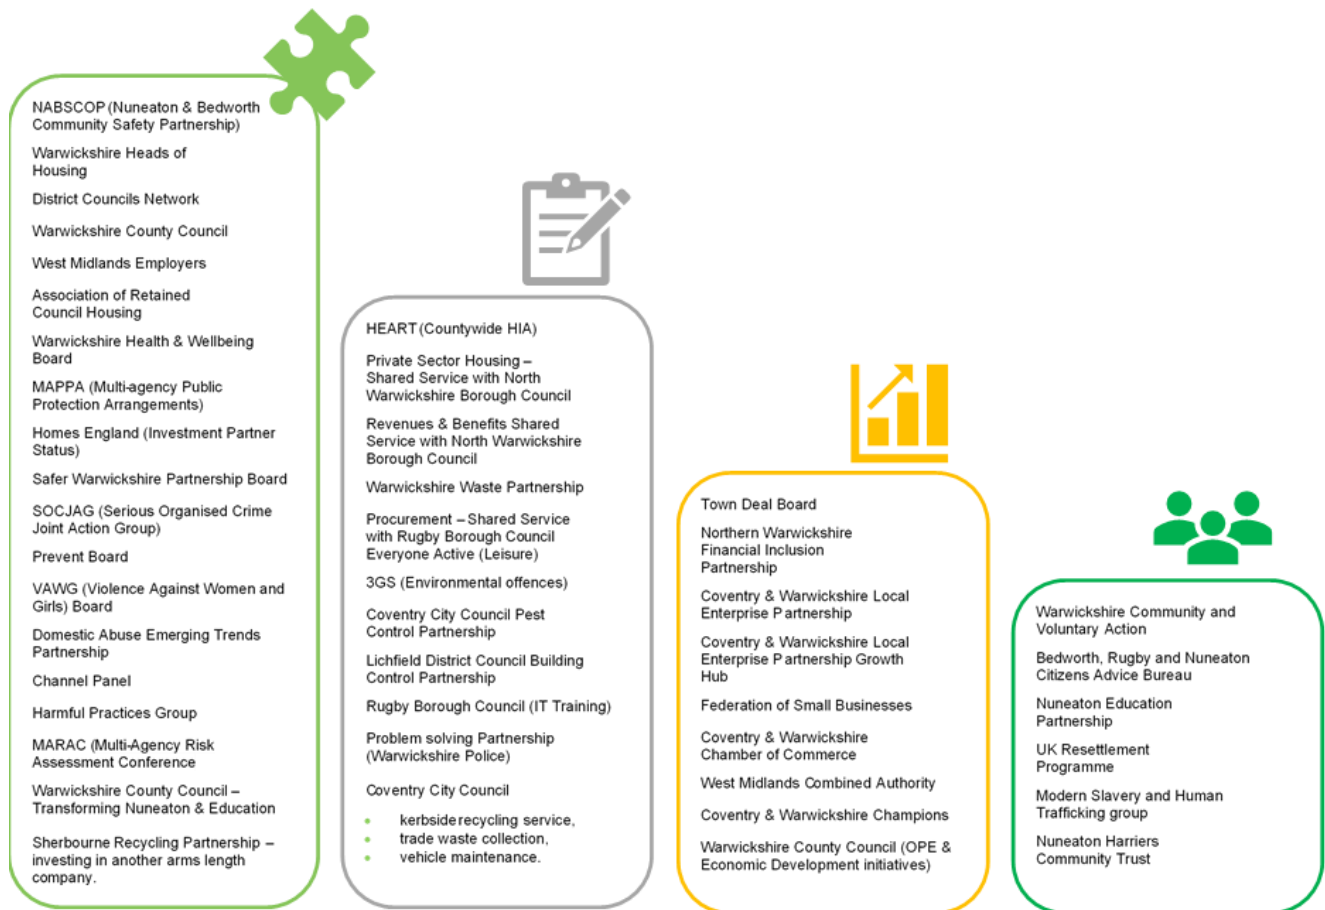 NABSCOP (Nuneaton & Bedworth
Community Safety Partnership)
Warwickshire Heads of
Housing
District Councils Network
Warwickshire County Council
West Midlands Employers
Association of Retained
Council Housing
Warwickshire Health & Wellbeing
Board
MAPPA (Multi-agency Public
Protection Arrangements)
Homes England (Investment Partner
Status)
Safer Warwickshire Partnership Board
SOCJAG (Serious Organised Crime
Joint Action Group)
Prevent Board
VAWG (Violence Against Women and
Girls) Board
Domestic Abuse Emerging Trends
Partnership
Channel Panel
Harmful Practices Group
MARAC (Multi-Agency Risk
Assessment Conference
Warwickshire County Council –
Transforming Nuneaton & Education
Sherbourne Recycling Partnership –
investing in another arms length
company.
HEART (Countywide HIA)
Private Sector Housing –
Shared Service with North
Warwickshire Borough Council
Revenues & Benefits Shared
Service with North Warwickshire
Borough Council
Warwickshire Waste Partnership
Procurement – Shared Service
with Rugby Borough Council
Everyone Active (Leisure)
3GS (Environmental offences)
Coventry City Council Pest
Control Partnership
Lichfield District Council Building
Control Partnership
Rugby Borough Council (IT Training)
Problem solving Partnership
(Warwickshire Police)
Coventry City Council
• kerbside recycling service,
• trade waste collection,
• vehicle maintenance.
Town Deal Board
Northern Warwickshire
Financial Inclusion
Partnership
Coventry & Warwickshire Local
Enterprise Partnership
Coventry & Warwickshire Local
Enterprise Partnership Growth
Hub
Federation of Small Businesses
Coventry & Warwickshire
Chamber of Commerce
West Midlands Combined Authority
Coventry & Warwickshire Champions
Warwickshire County Council (OPE &
Economic Development initiatives)
Warwickshire Community and
Voluntary Action
Bedworth, Rugby and Nuneaton
Citizens Advice Bureau
Nuneaton Education
Partnership
UK Resettlement
Programme
Modern Slavery and Human
Trafficking group
Nuneaton Harriers
Community Trust